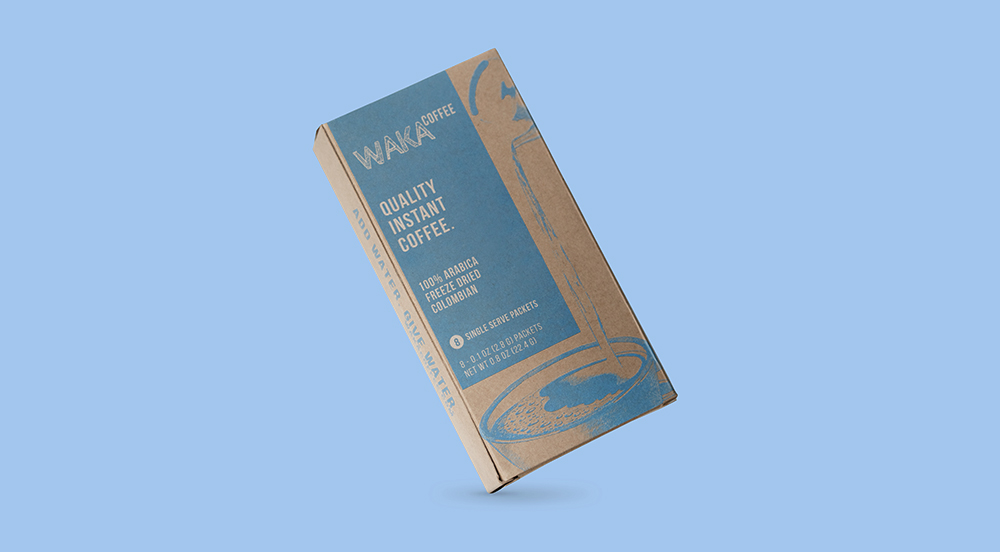 WAKA COFFEE
QUALITY
INSTANT
COFFEE.
100% ARABICA
FREEZE DRIED
COLOMBIAN
8 SINGLE SERVE PACKETS
8 - 0.1 OZ (2.8 G) PACKETS
NET WT 0.8 OZ (22.4 G)
ADD WATER. GIVE WATER.